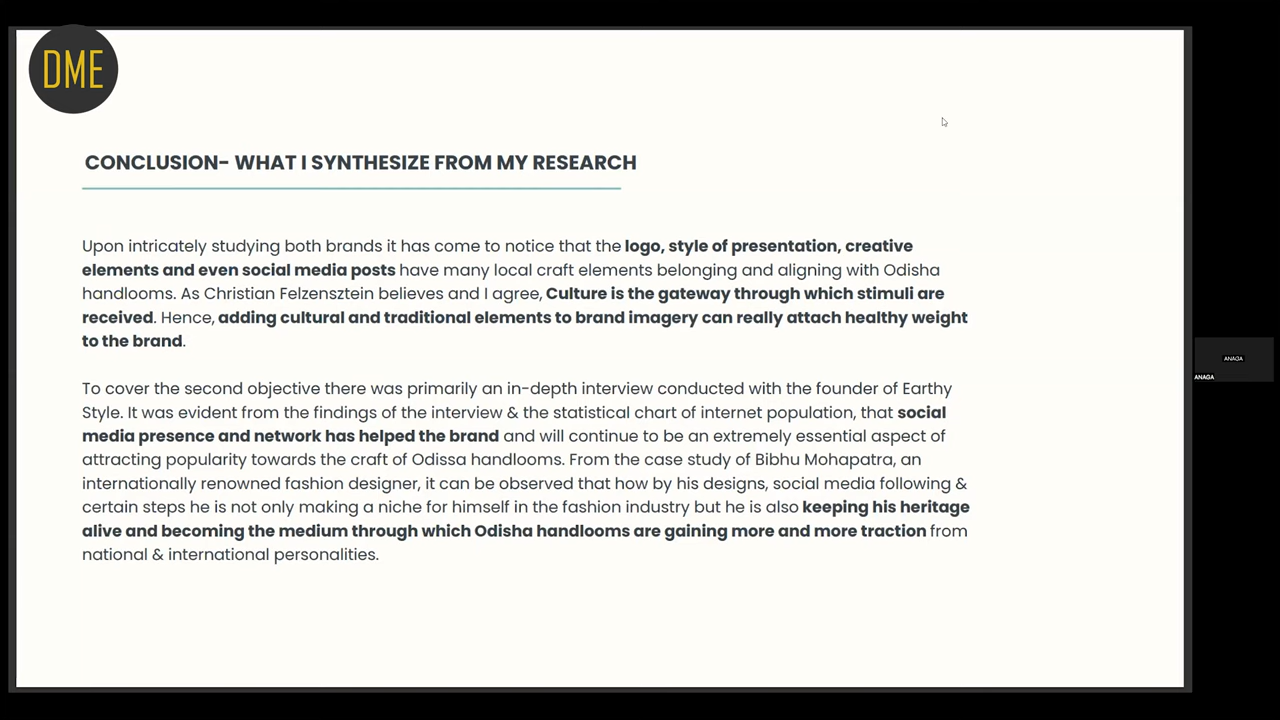 DME
CONCLUSION- WHAT I SYNTHESIZE FROM MY RESEARCH
Upon intricately studying both brands it has come to notice that the logo, style of presentation, creative
elements and even social media posts have many local craft elements belonging and aligning with Odisha
handlooms. As Christian Felzensztein believes and I agree, Culture is the gateway through which stimuli are
received. Hence, adding cultural and traditional elements to brand imagery can really attach healthy weight
to the brand.
To cover the second objective there was primarily an in-depth interview conducted with the founder of Earthy
Style. It was evident from the findings of the interview & the statistical chart of internet population, that social
media presence and network has helped the brand and will continue to be an extremely essential aspect of
attracting popularity towards the craft of Odissa handlooms. From the case study of Bibhu Mohapatra, an
internationally renowned fashion designer, it can be observed that how by his designs, social media following &
certain steps he is not only making a niche for himself in the fashion industry but he is also keeping his heritage
alive and becoming the medium through which Odisha handlooms are gaining more and more traction from
national & international personalities.
ANAGA
ANAGA